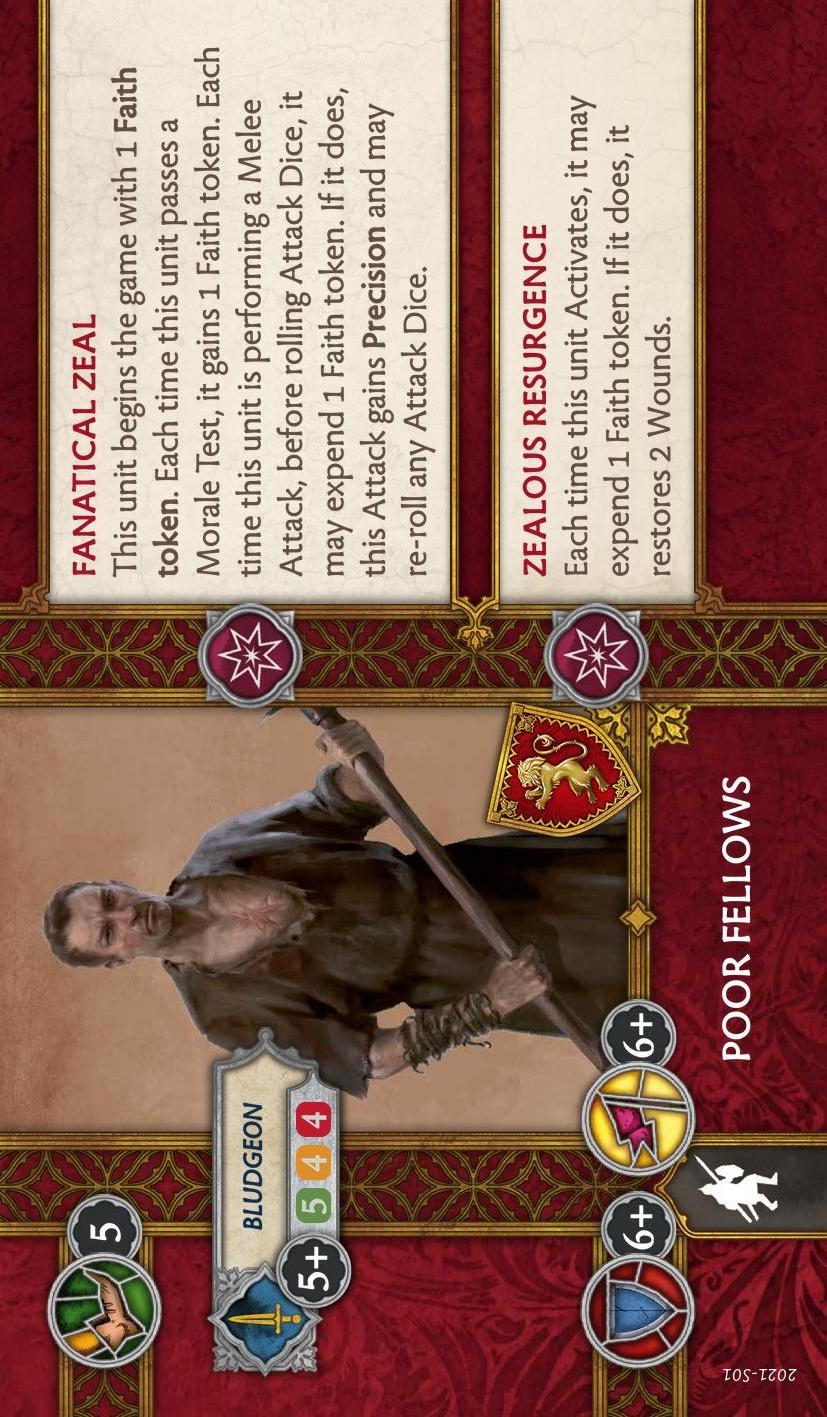 5
BLUDGEON
5+
5 4 4
6+
6+
POOR FELLOWS
2021-S01
FANATICAL ZEAL
This unit begins the game with 1 Faith
token. Each time this unit passes a
Morale Test, it gains 1 Faith token. Each
time this unit is performing a Melee
Attack, before rolling Attack Dice, it
may expend 1 Faith token. If it does,
this Attack gains Precision and may
re-roll any Attack Dice.
ZEALOUS RESURGENCE
Each time this unit Activates, it may
expend 1 Faith token. If it does, it
restores 2 Wounds.